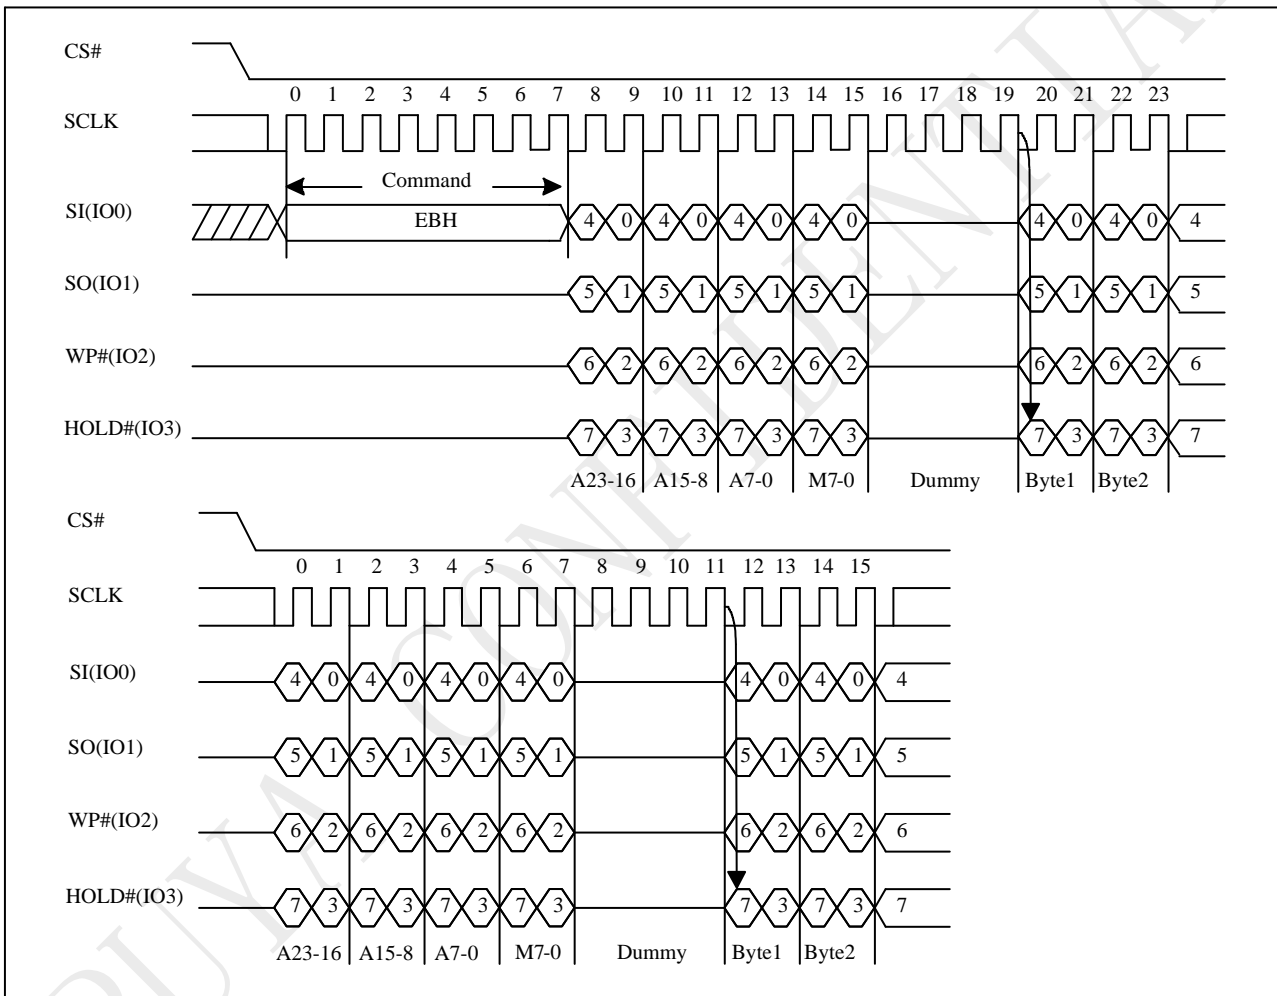 CS#
0 1 2 3 4 5 6 7 8 9 10 11 12 13 14 15 16 17 18 19 20 21 22 23
SCLK
Command
SI(IO0) EBH 4 0 4 0 4 0 4 0 4 0 4 0 4
SO(IO1) 5 1 5 1 5 1 5 1 5 1 5 1 5
WP#(IO2) 6 2 6 2 6 2 6 2 6 2 6 2 6
HOLD#(IO3) 7 3 7 3 7 3 7 3 7 3 7 3 7
A23-16 A15-8 A7-0 M7-0 Dummy Byte1 Byte2
CS#
0 1 2 3 4 5 6 7 8 9 10 11 12 13 14 15
SCLK
SI(IO0) 4 0 4 0 4 0 4 0 4 0 4 0 4
SO(IO1) 5 1 5 1 5 1 5 1 5 1 5 1 5
WP#(IO2) 6 2 6 2 6 2 6 2 6 2 6 2 6
HOLD#(IO3) 7 3 7 3 7 3 7 3 7 3 7 3 7
A23-16 A15-8 A7-0 M7-0 Dummy Byte1 Byte2
PUYA CONFIDENTIAL